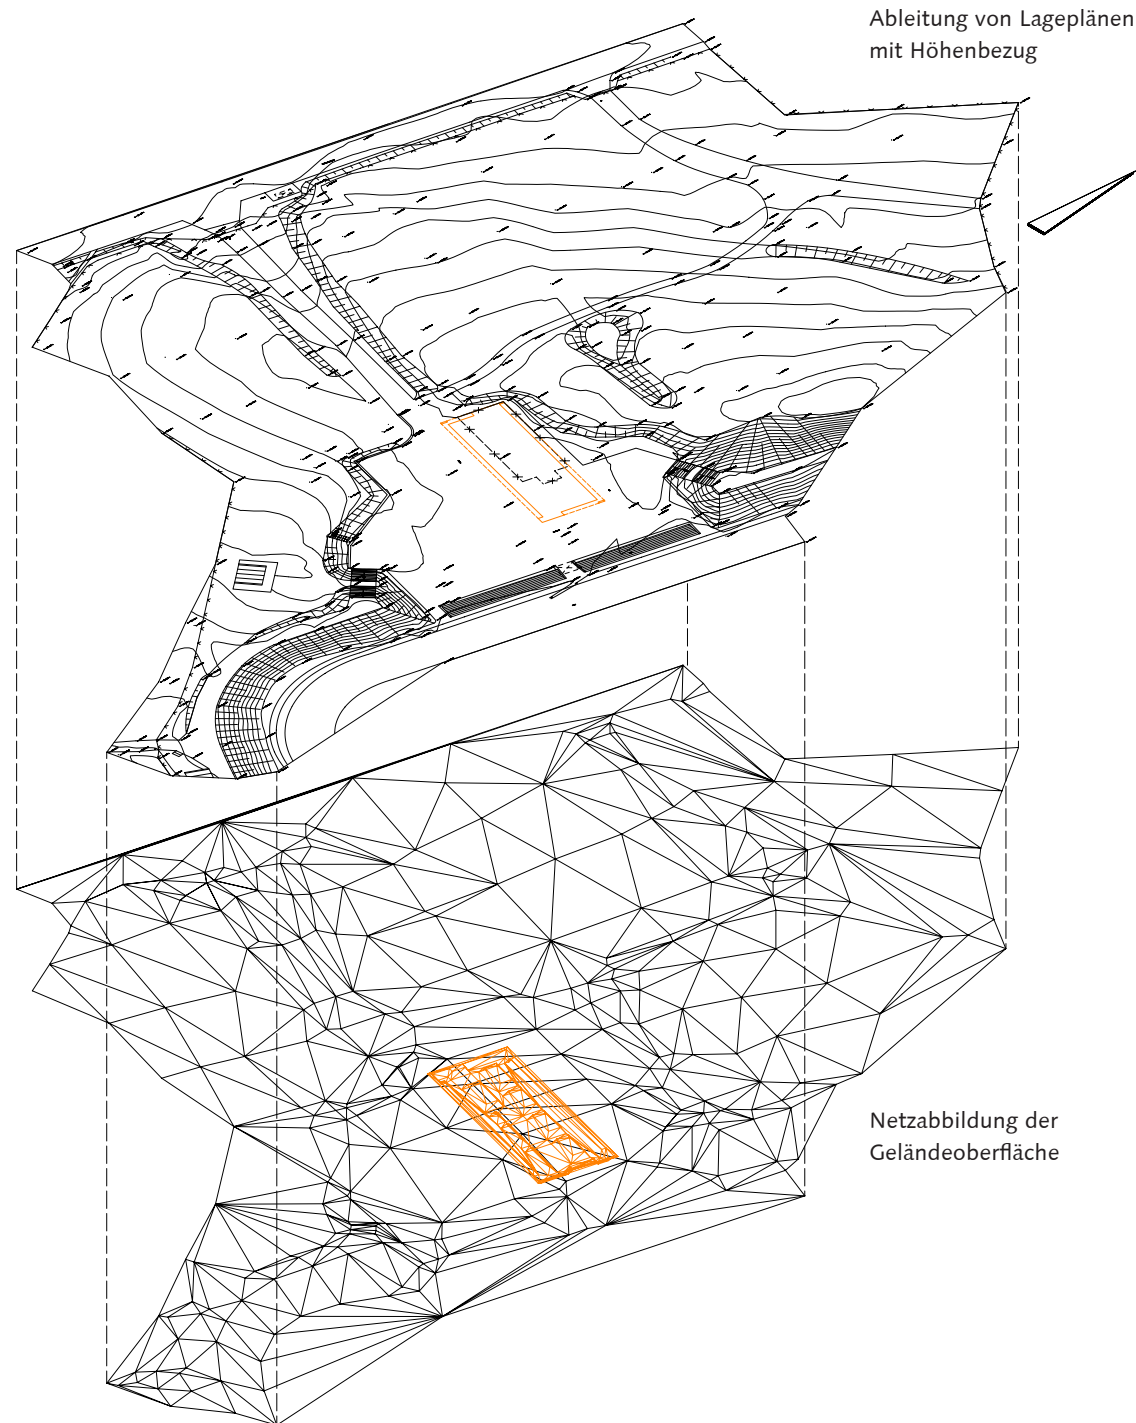 Ableitung von Lageplänen
mit Höhenbezug
Netzabbildung der
Geländeoberfläche